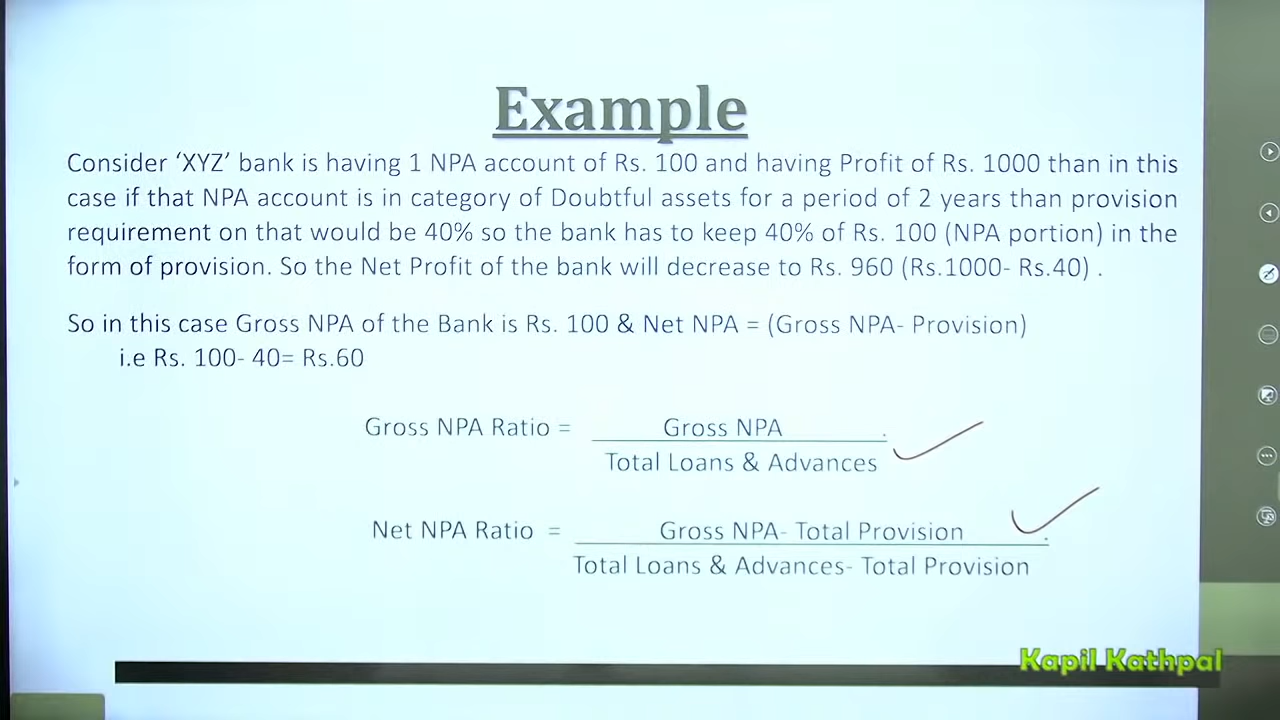 Example
Consider ‘XYZ’ bank is having 1 NPA account of Rs. 100 and having Profit of Rs. 1000 than in this
case if that NPA account is in category of Doubtful assets for a period of 2 years than provision
requirement on that would be 40% so the bank has to keep 40% of Rs. 100 (NPA portion) in the
form of provision. So the Net Profit of the bank will decrease to Rs. 960 (Rs.1000- Rs.40) .
So in this case Gross NPA of the Bank is Rs. 100 & Net NPA = (Gross NPA- Provision)
i.e Rs. 100- 40= Rs.60
Gross NPA Ratio = Gross NPA .
Total Loans & Advances
Net NPA Ratio = Gross NPA- Total Provision .
Total Loans & Advances- Total Provision
Kapil Kathpal